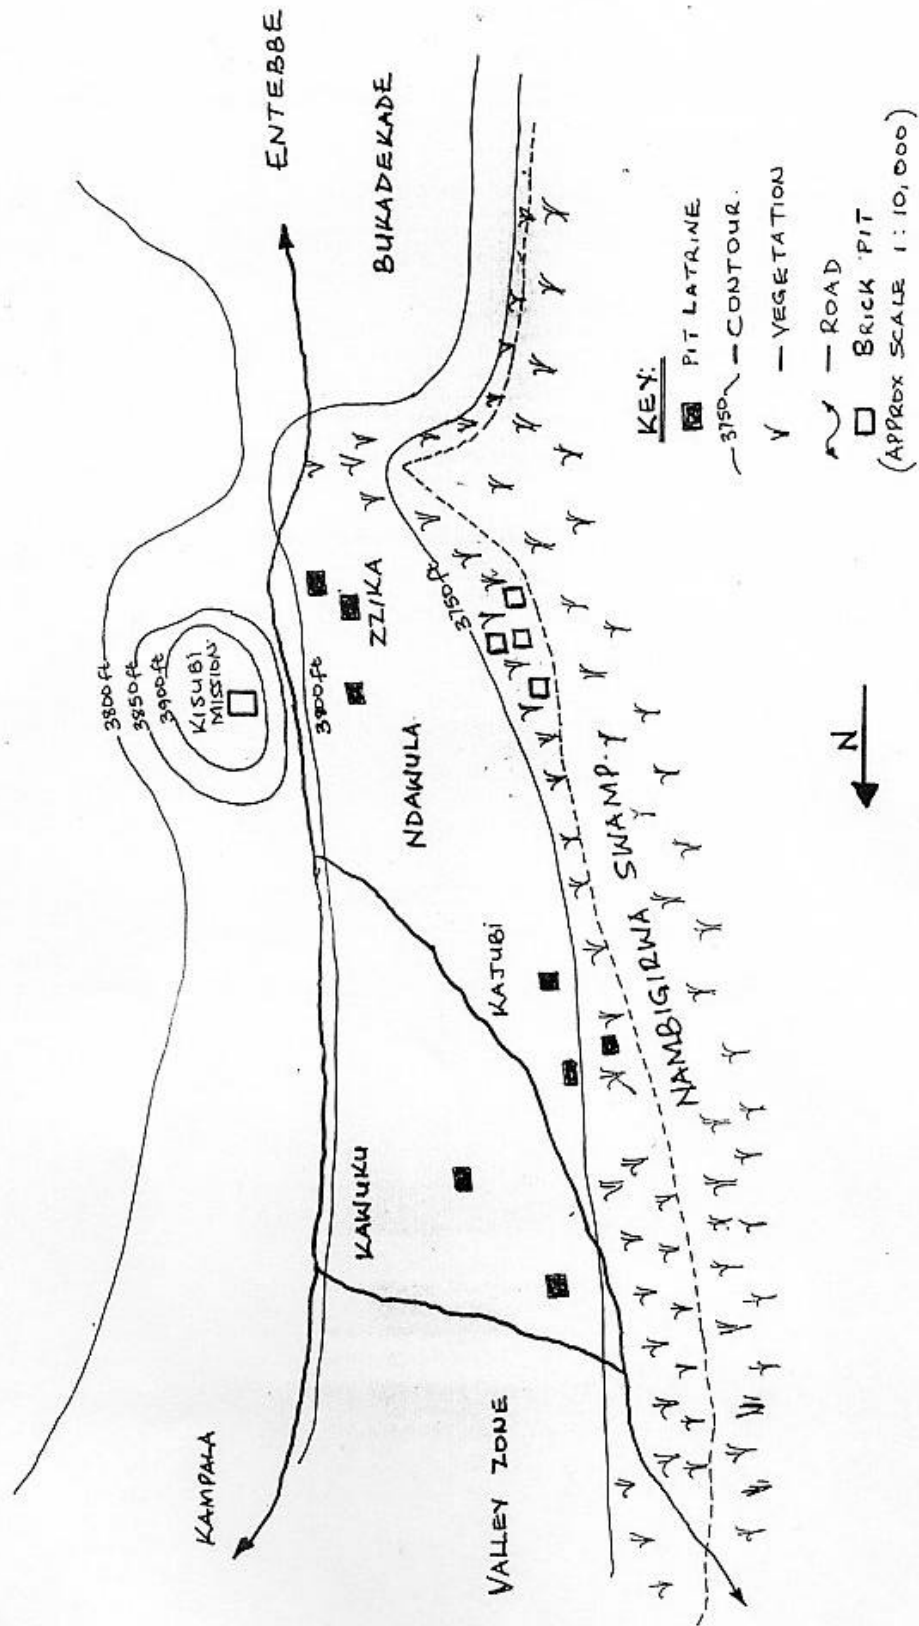 ENTEBBE
BUKADEKADE
3800ft
3850ft
3900ft
KISUBI
MISSION
3800ft
ZZIKA
3750ft
NDAWULA
KAJUBI
KAWUKU
KAMPALA
VALLEY ZONE
NAMBIGIRWA SWAMP
N
KEY:
PIT LATRINE
3750 - CONTOUR.
- VEGETATION
- ROAD
BRICK PIT
(APPROX SCALE 1:10,000